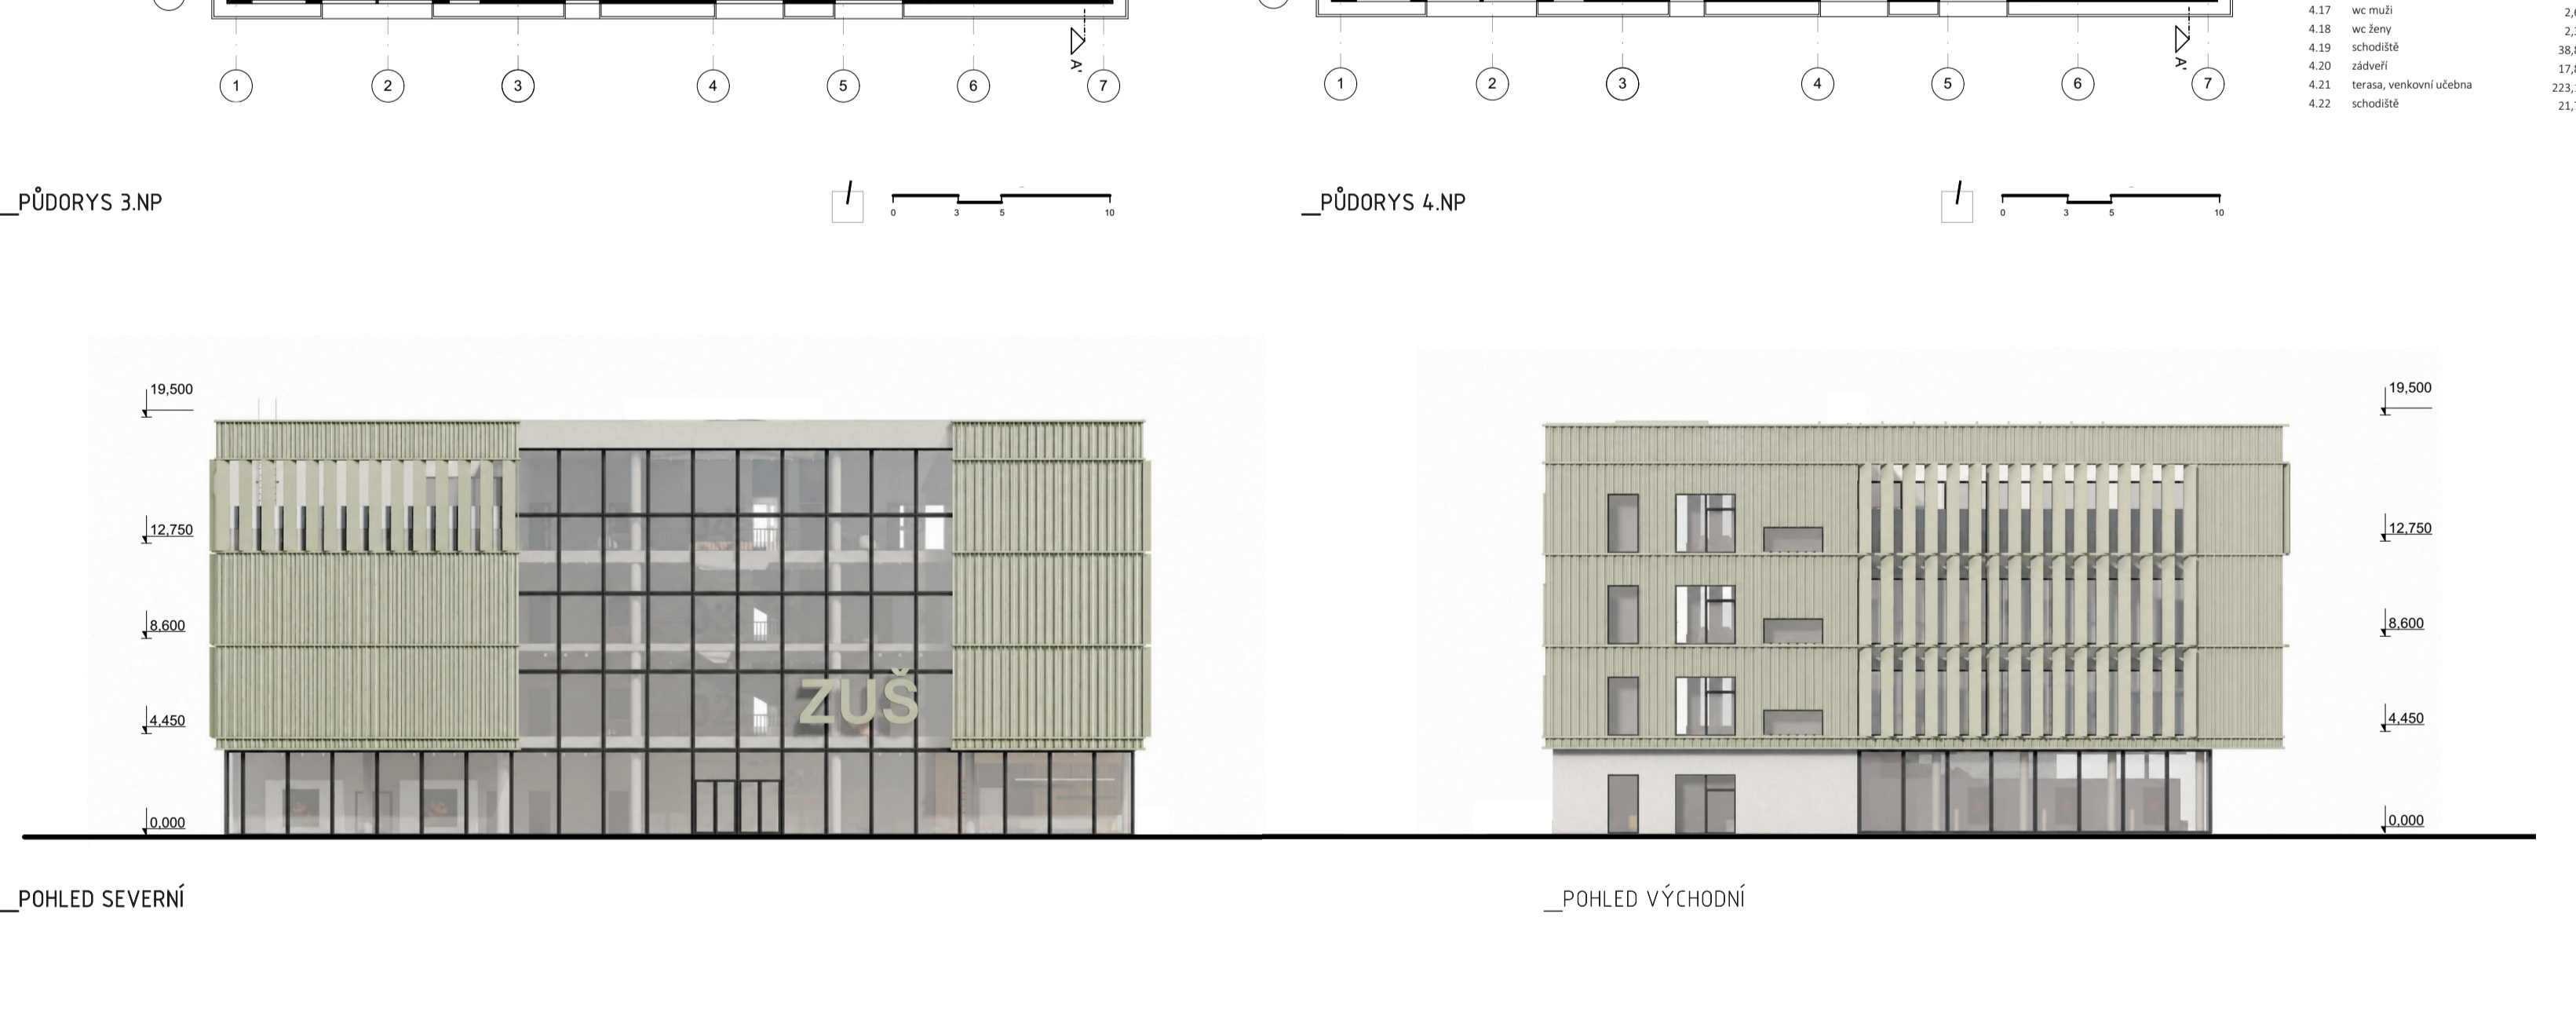 4.17 wc muži
4.18 wc ženy
4.19 schodiště
4.20 zádveří
4.21 terasa, venkovní učebna
4.22 schodiště
A'
A'
1 2 3 4 5 6 7
1 2 3 4 5 6 7
_PŮDORYS 3.NP
0 3 5 10
_PŮDORYS 4.NP
0 3 5 10
19,500
12,750
8,600
4,450
0,000
ZUŠ
19,500
12,750
8,600
4,450
0,000
_POHLED SEVERNÍ
_POHLED VÝCHODNÍ